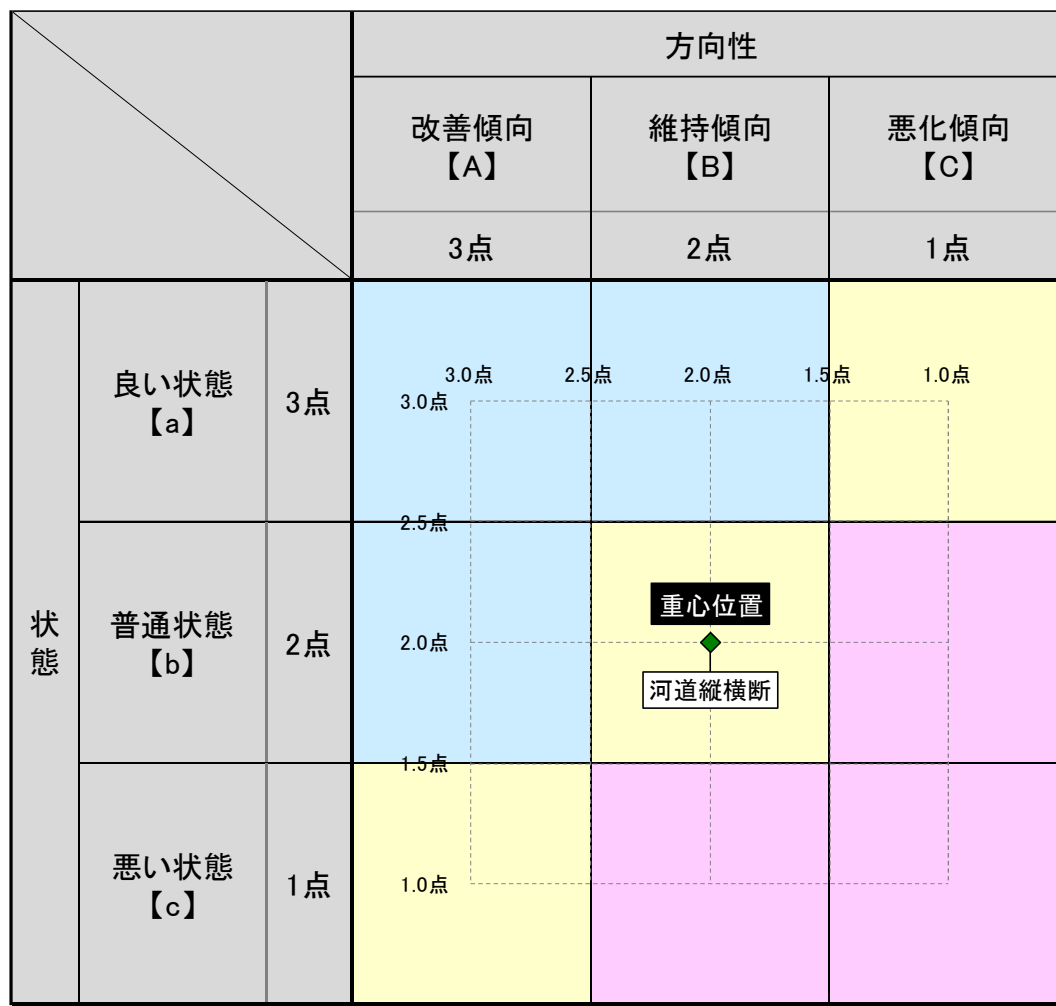 方向性
改善傾向
【A】
維持傾向
【B】
悪化傾向
【C】
3点
2点
1点
状態
良い状態
【a】
3点
3.0点
2.5点
2.0点
1.5点
1.0点
3.0点
2.5点
普通状態
【b】
2点
重心位置
2.0点
河道縦横断
1.5点
悪い状態
【c】
1点
1.0点